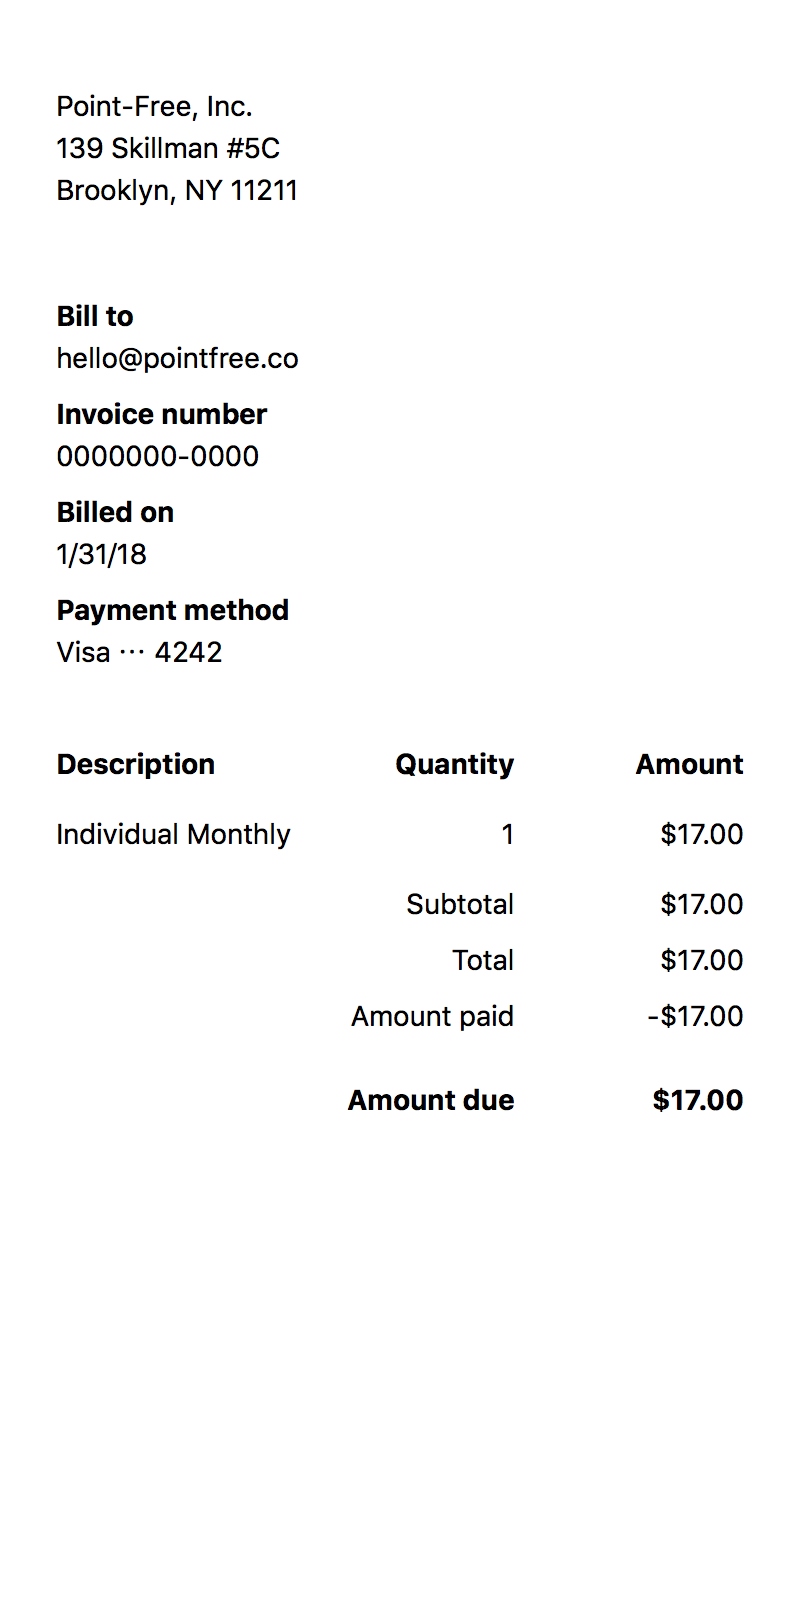 Point-Free, Inc.
139 Skillman #5C
Brooklyn, NY 11211
Bill to
hello@pointfree.co
Invoice number
0000000-0000
Billed on
1/31/18
Payment method
Visa ··· 4242
Description Quantity Amount
Individual Monthly 1 $17.00
Subtotal $17.00
Total $17.00
Amount paid -$17.00
Amount due $17.00